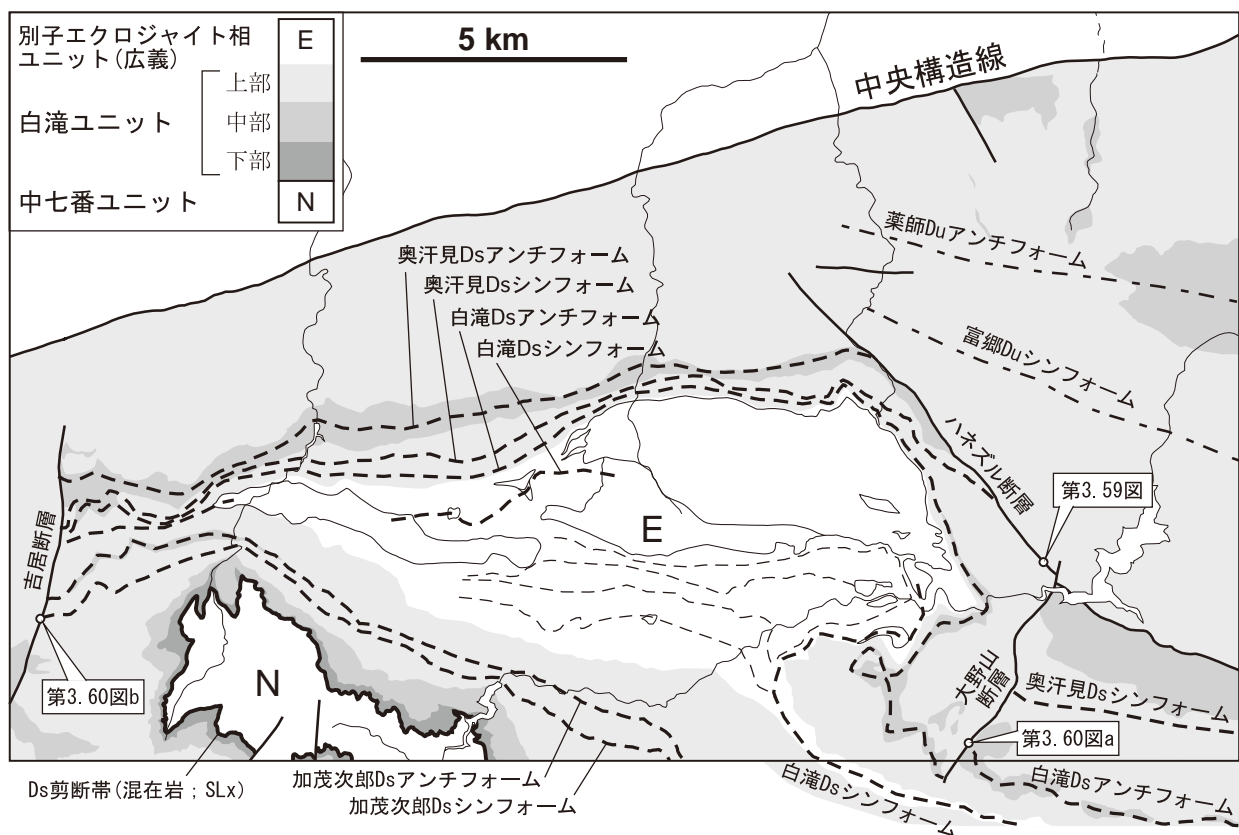 別子エクロジャイト相
ユニット(広義)
E
上部
白滝ユニット
中部
下部
中七番ユニット
N
5 km
中央構造線
薬師Duアンチフォーム
奥汗見Dsアンチフォーム
奥汗見Dsシンフォーム
白滝Dsアンチフォーム
白滝Dsシンフォーム
富郷Duシンフォーム
ハネズル断層
第3.59図
E
吉居断層
N
第3.60図b
大野山
断層
奥汗見Dsシンフォーム
第3.60図a
Ds剪断帯(混在岩；SLx)
加茂次郎Dsアンチフォーム
加茂次郎Dsシンフォーム
白滝Dsシンフォーム
白滝Dsアンチフォーム